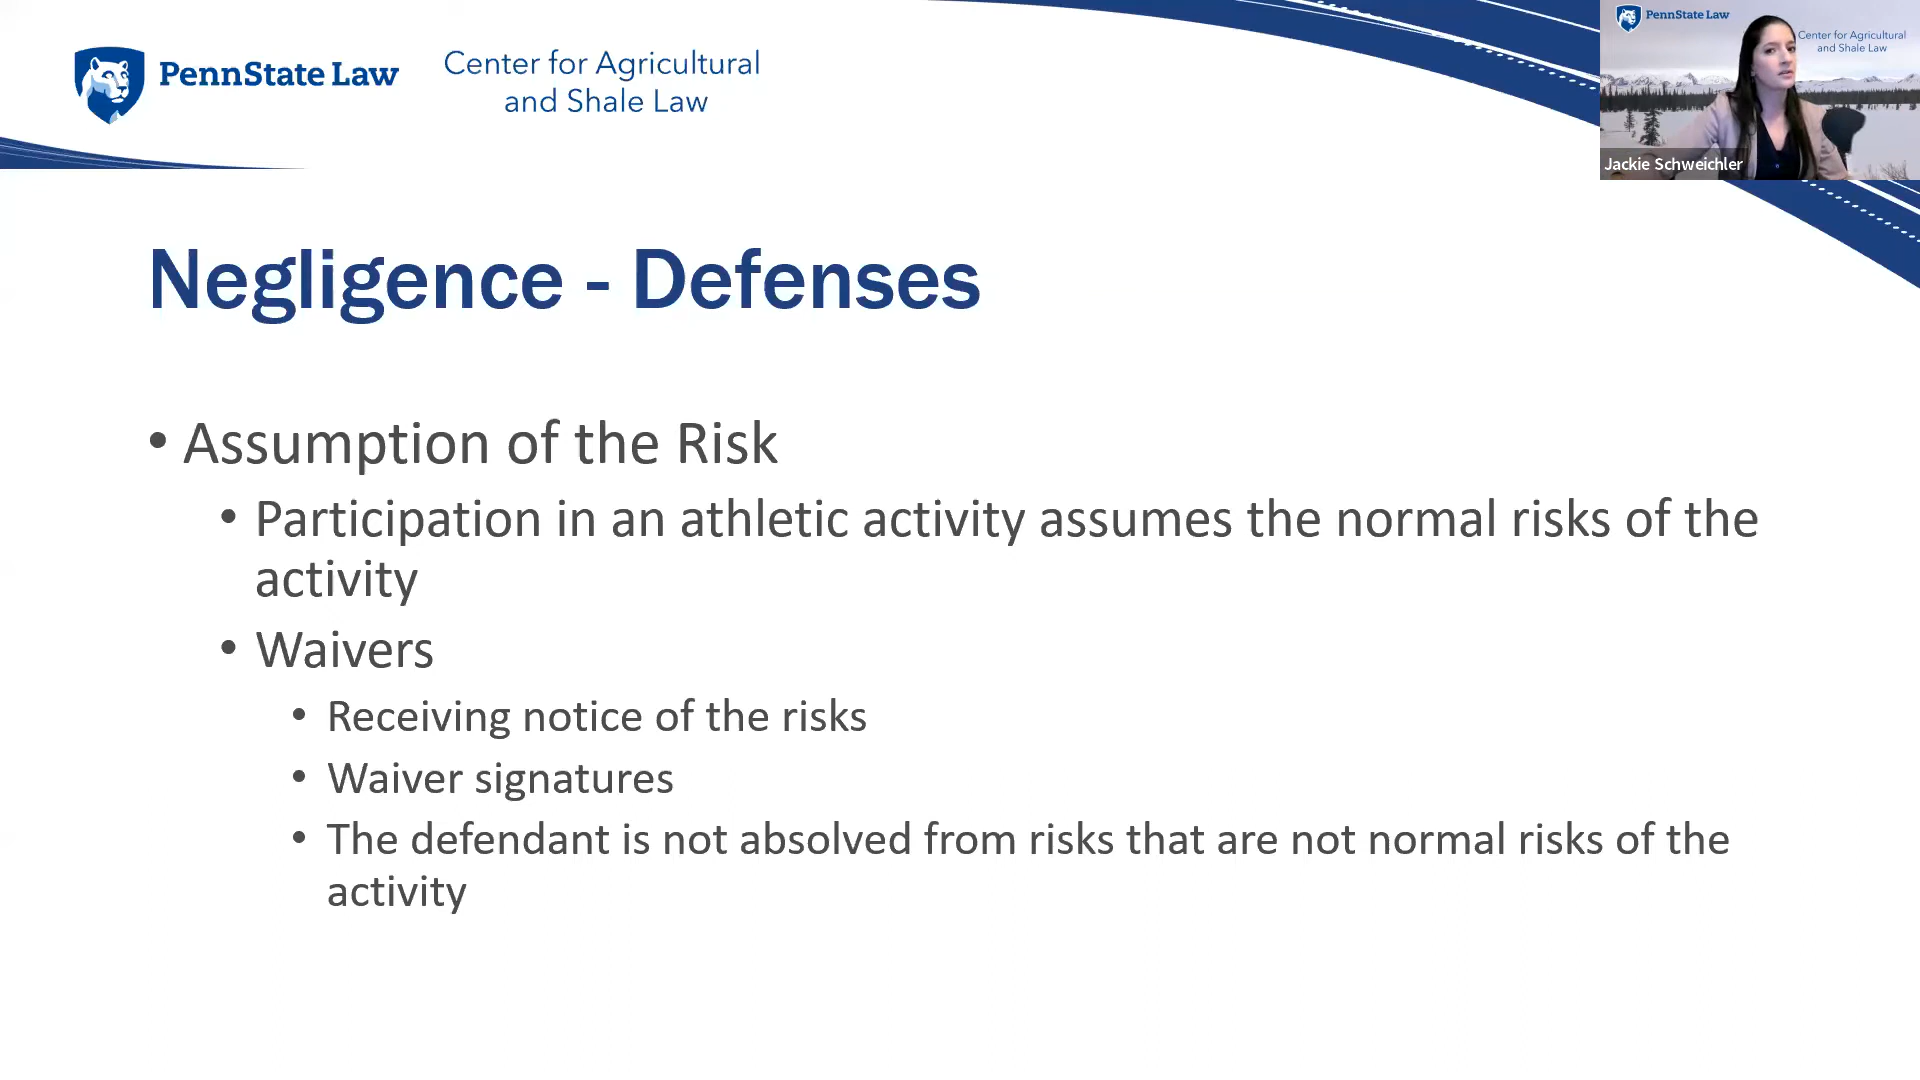 PennState Law
Center for Agricultural
and Shale Law
PennState Law
Center for Agricultural
and Shale Law
Jackie Schweichler
Negligence - Defenses
• Assumption of the Risk
• Participation in an athletic activity assumes the normal risks of the
activity
• Waivers
• Receiving notice of the risks
• Waiver signatures
• The defendant is not absolved from risks that are not normal risks of the
activity